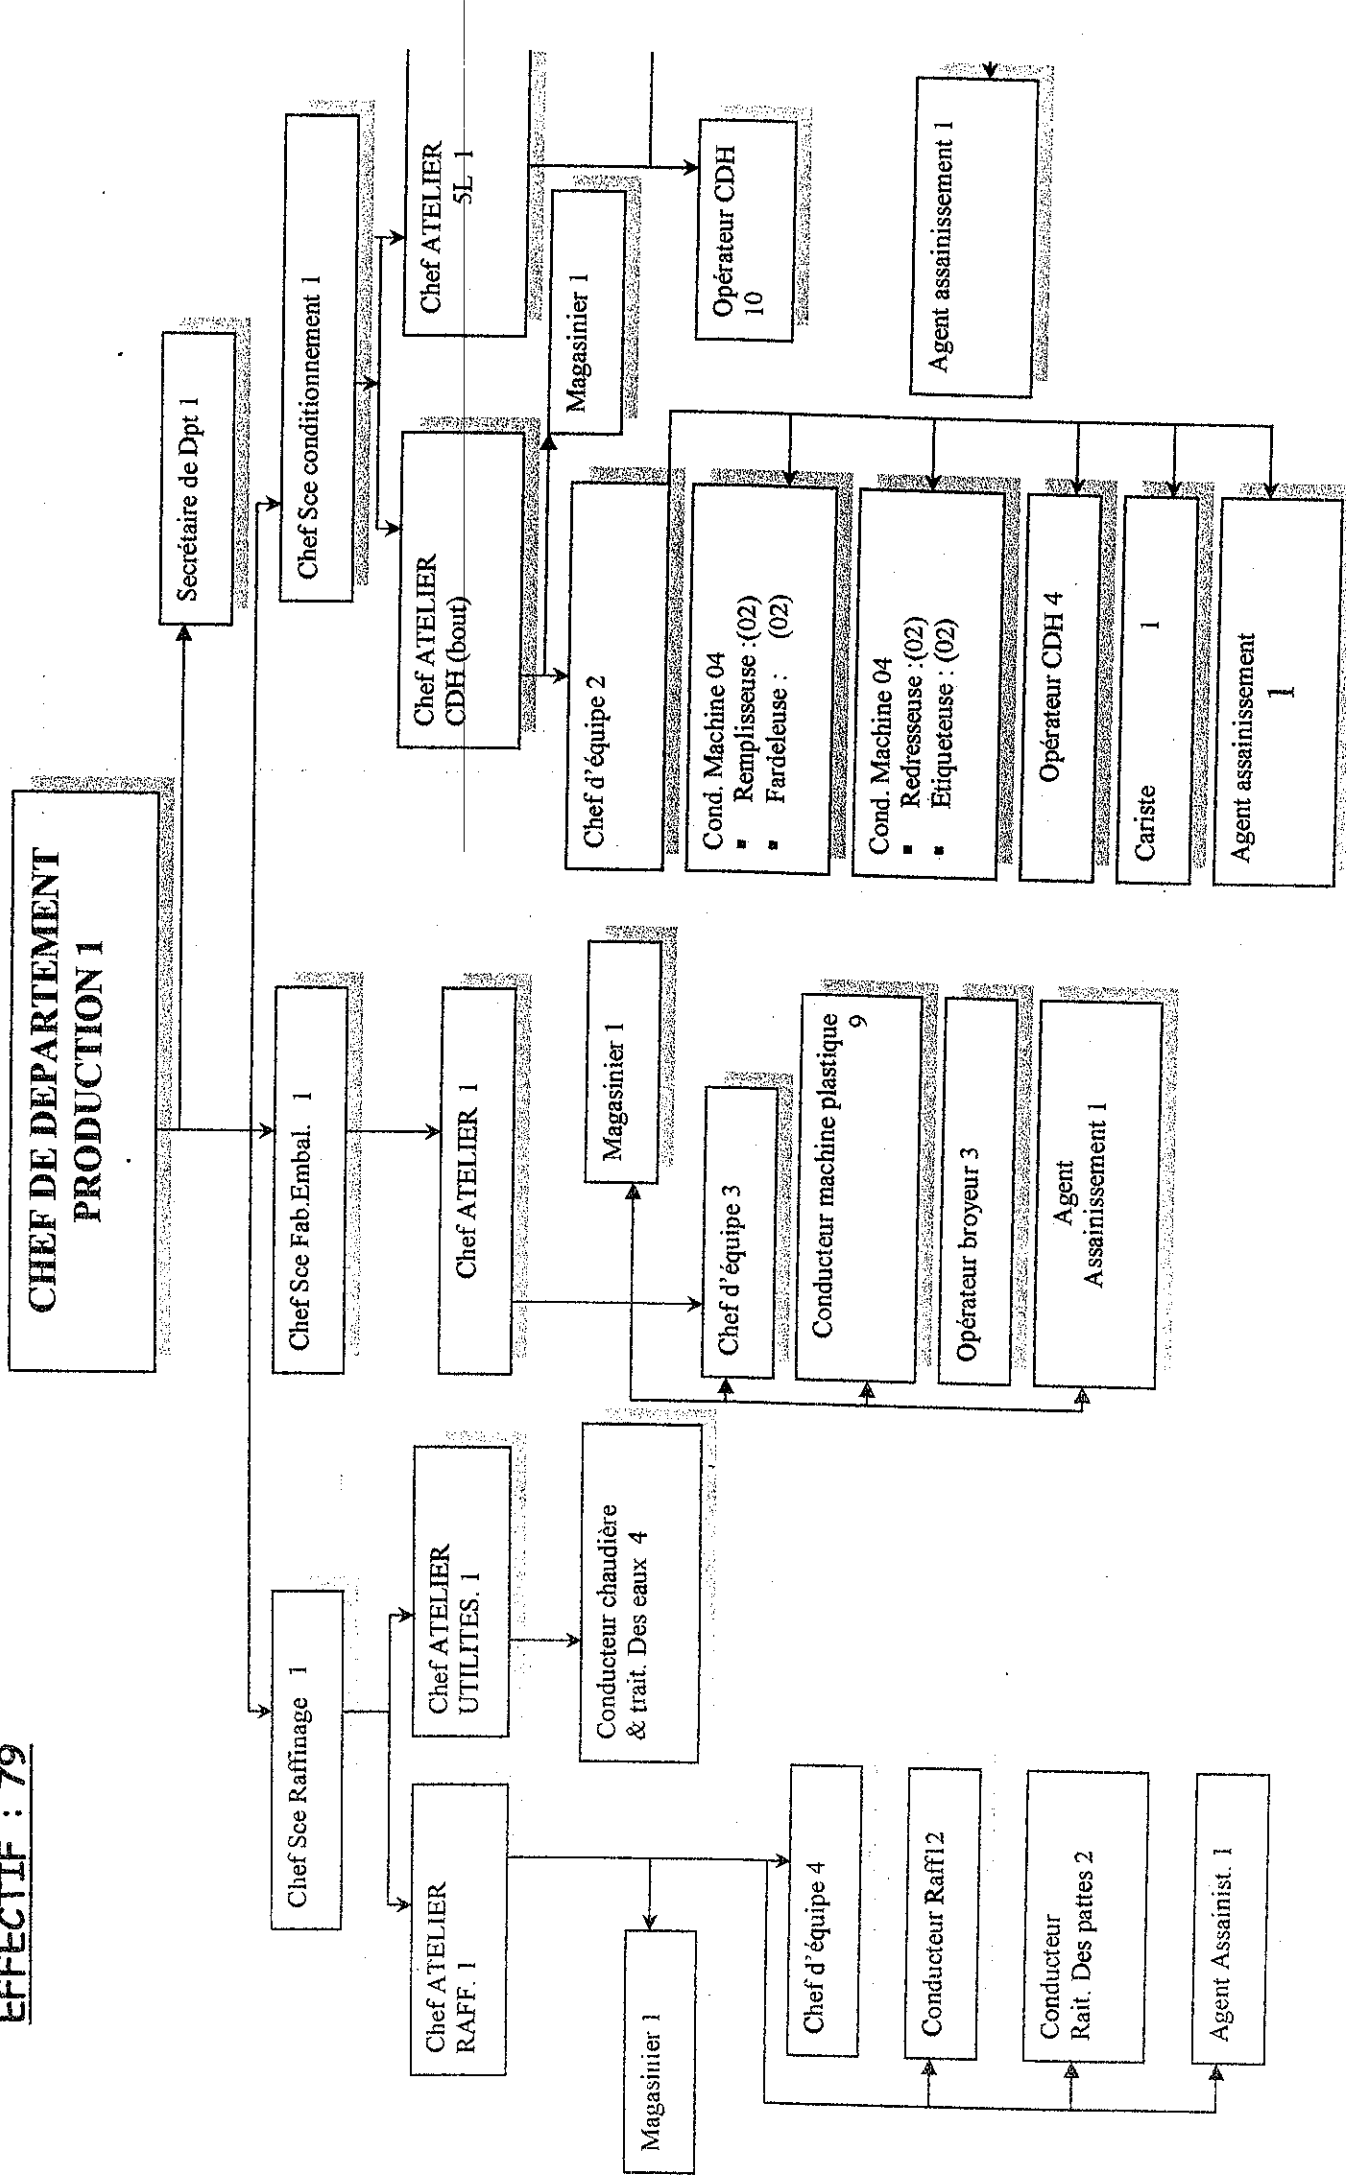 EFFECTIF : 79
CHEF DE DEPARTEMENT
PRODUCTION 1
Secrétaire de Dpt 1
Chef Sce Raffinage 1
Chef Sce Fab.Embal. 1
Chef Sce conditionnement 1
Chef ATELIER
RAFF. 1
Chef ATELIER
UTILITES. 1
Chef ATELIER 1
Chef ATELIER
CDH (bout)
Chef ATELIER
5L 1
Magasinier 1
Conducteur chaudière
& trait. Des eaux 4
Magasinier 1
Magasinier 1
Chef d'équipe 4
Conducteur Raff12
Conducteur
Rait. Des pattes 2
Agent Assainist. 1
Chef d'équipe 3
Conducteur machine plastique
9
Opérateur broyeur 3
Agent
Assainissement 1
Chef d'équipe 2
Cond. Machine 04
▪ Remplisseuse :(02)
▪ Fardeleuse : (02)
Cond. Machine 04
▪ Redresseuse :(02)
▪ Etiqueteuse : (02)
Opérateur CDH 4
Cariste 1
Agent assainissement
1
Opérateur CDH
10
Agent assainissement 1